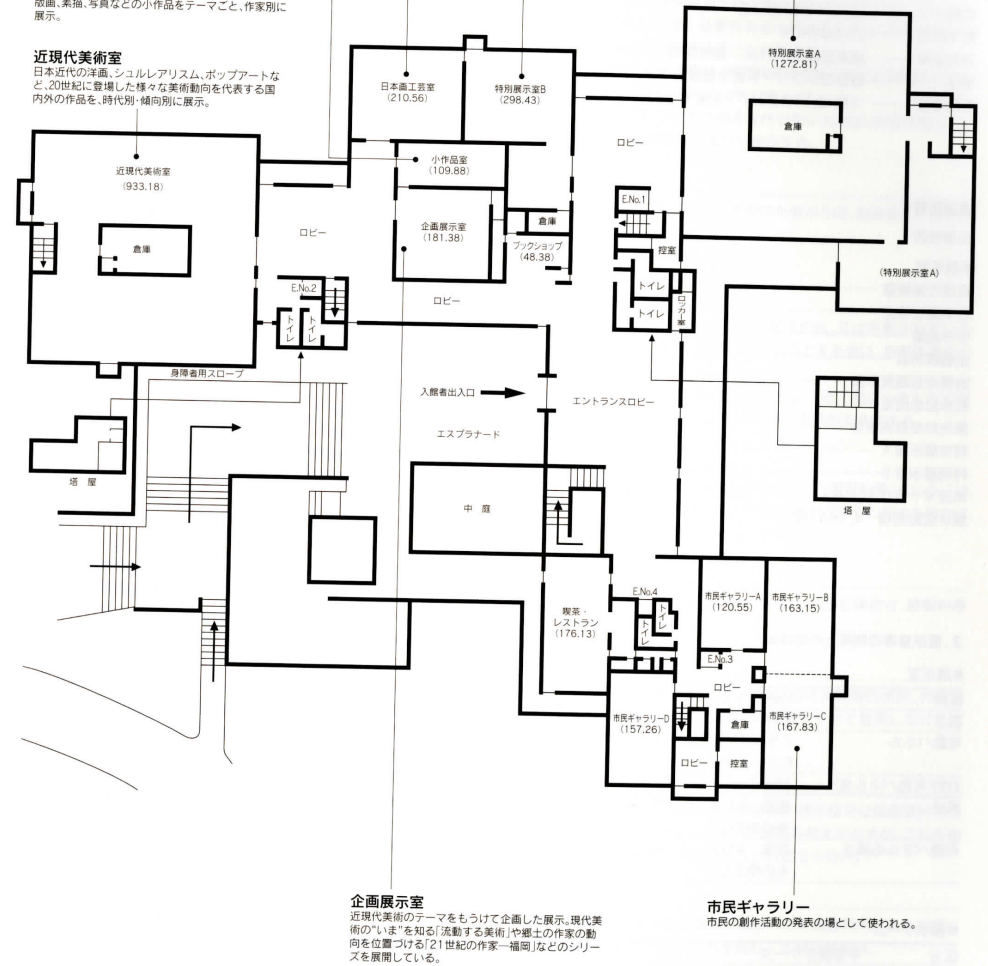 版画、素描、写真などの小作品をテーマごと、作家別に
展示。
近現代美術室
日本近代の洋画、シュルレアリスム、ポップアートな
ど、20世紀に登場した様々な美術動向を代表する国
内外の作品を、時代別・傾向別に展示。
特別展示室A
(1272.81)
日本画工芸室
(210.56)
特別展示室B
(298.43)
倉庫
ロビー
小作品室
(109.88)
近現代美術室
(933.18)
E.No.1
企画展示室
(181.38)
倉庫
ロビー
控室
ブックショップ
(48.38)
倉庫
(特別展示室A)
トイレ
E.No.2
ロビー
ロッカー室
トイレ
トイレ
トイレ
身障者用スロープ
入館者出入口
エントランスロビー
エスプラナード
塔屋
中庭
塔屋
E.No.4
市民ギャラリーA
(120.55)
市民ギャラリーB
(163.15)
喫茶・
レストラン
(176.13)
トイレ
トイレ
E.No.3
ロビー
市民ギャラリーD
(157.26)
倉庫
市民ギャラリーC
(167.83)
ロビー
控室
企画展示室
近現代美術のテーマをもうけて企画した展示。現代美
術の"いま"を知る「流動する美術」や郷土の作家の動
向を位置づける「21世紀の作家―福岡」などのシリー
ズを展開している。
市民ギャラリー
市民の創作活動の発表の場として使われる。